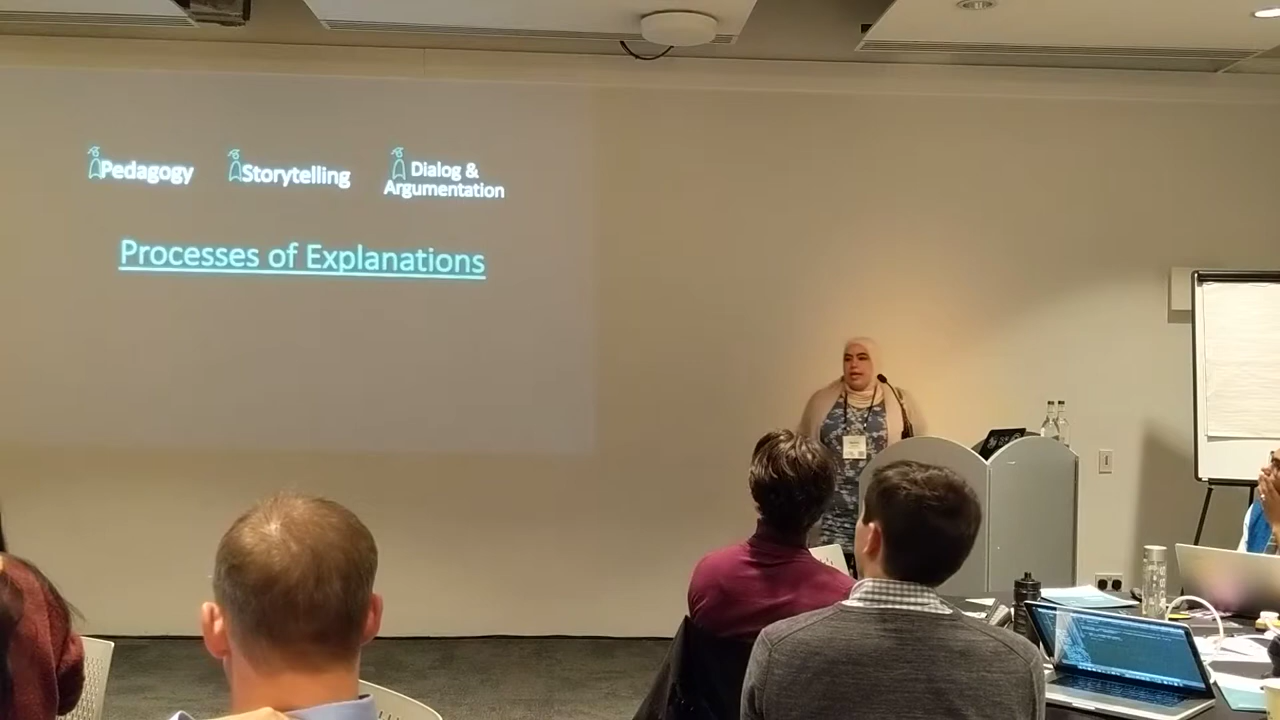 Pedagogy
Storytelling
Dialog &
Argumentation
Processes of Explanations